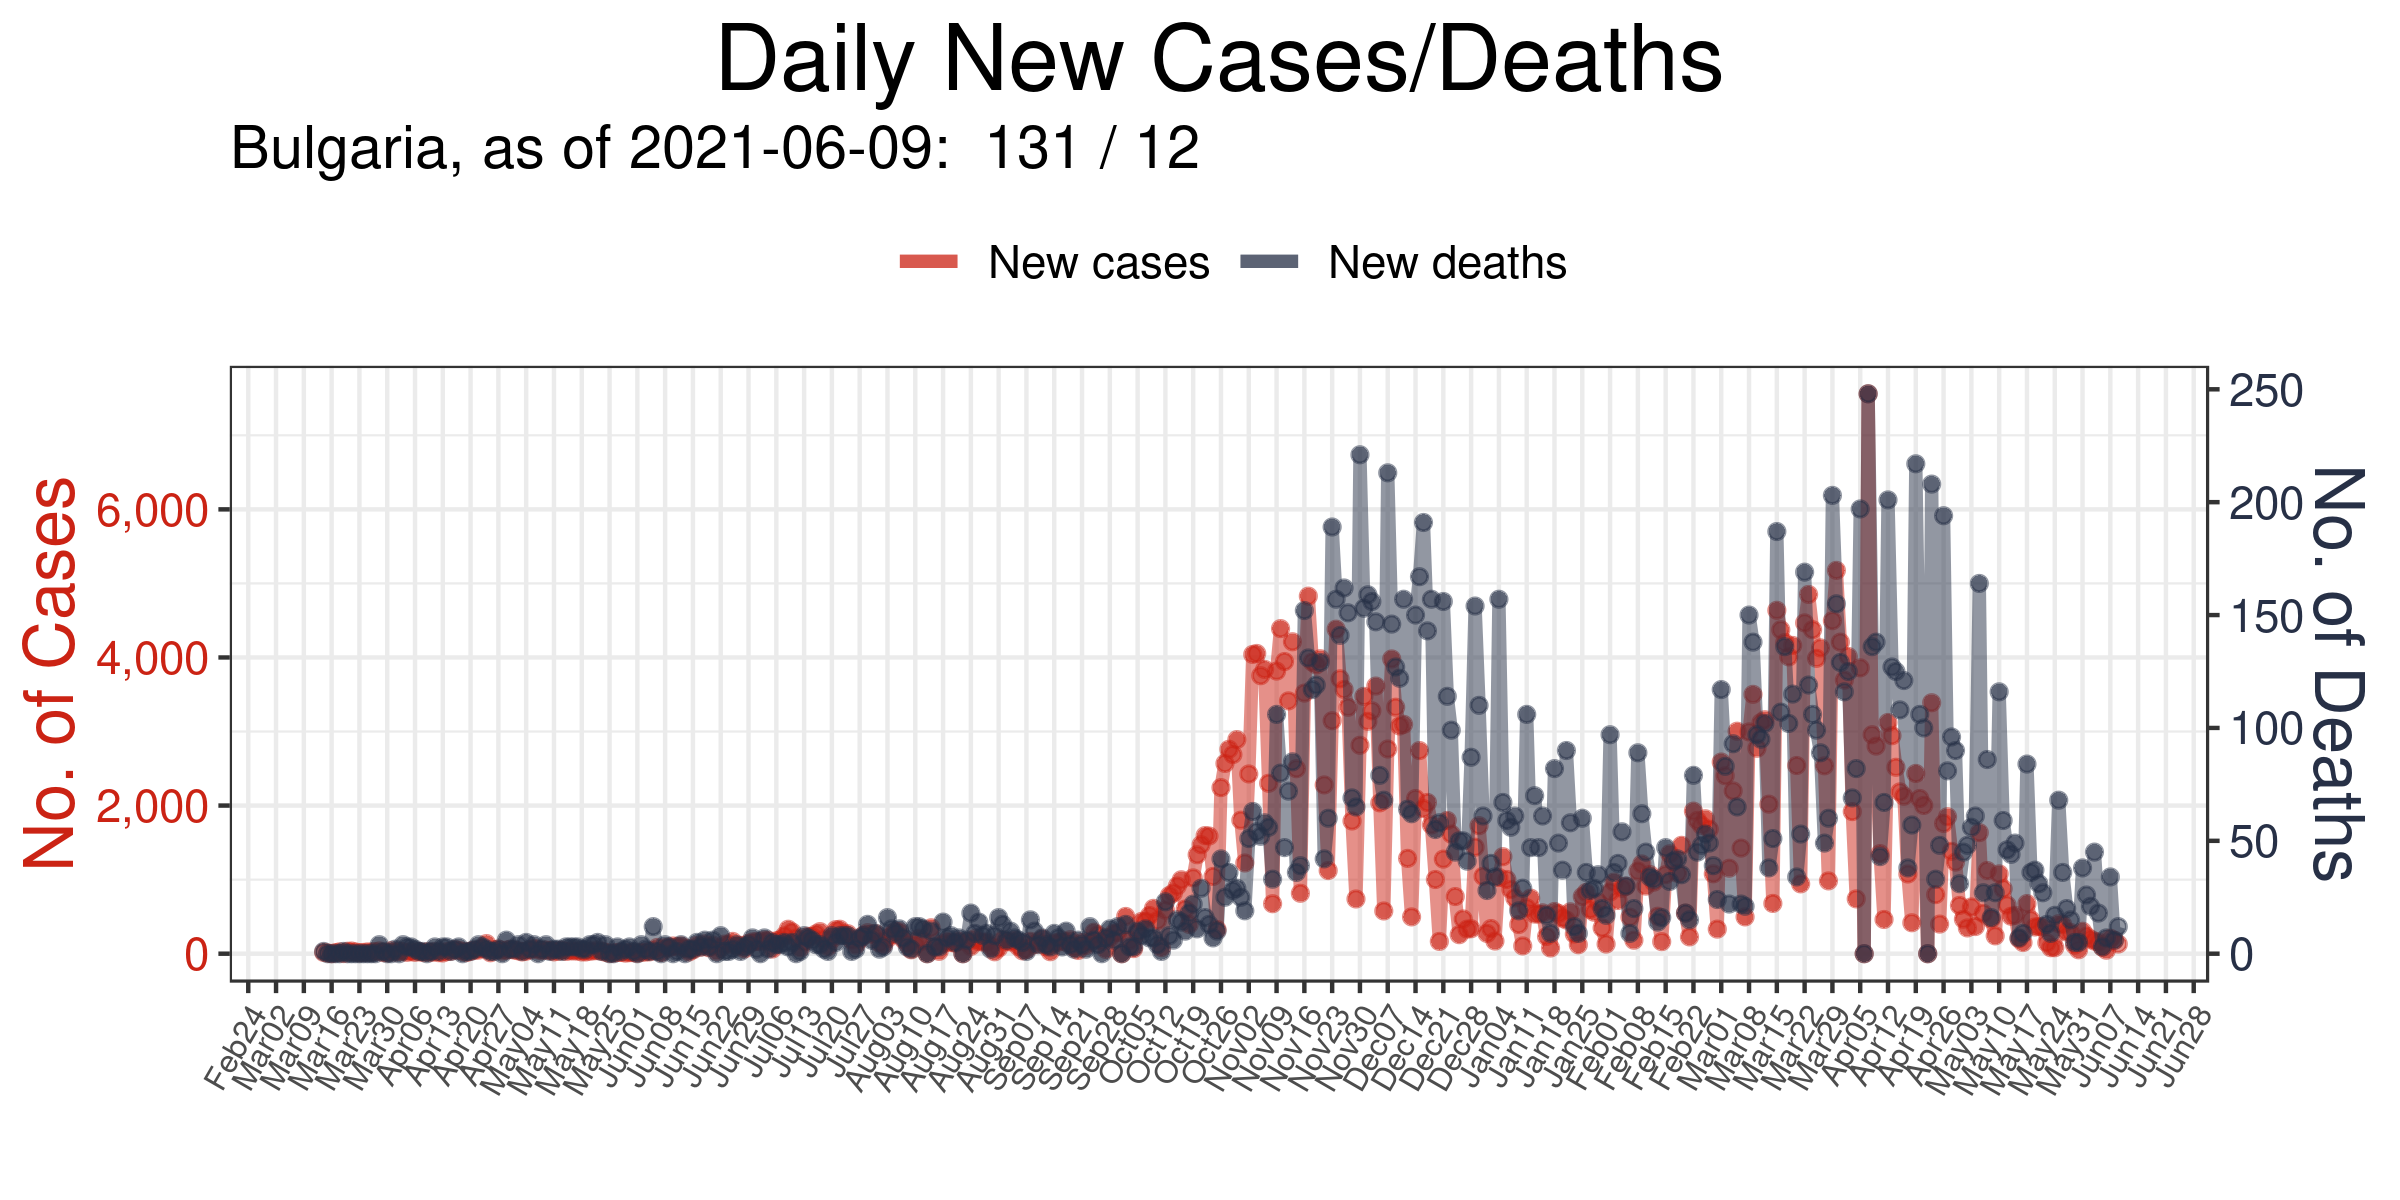 Daily New Cases/Deaths
Bulgaria, as of 2021-06-09:  131 / 12
New cases
New deaths
No. of Cases
6,000
4,000
2,000
0
250
200
150
100
50
0
No. of Deaths
Feb24
Mar02
Mar09
Mar16
Mar23
Mar30
Apr06
Apr13
Apr20
Apr27
May04
May11
May18
May25
Jun01
Jun08
Jun15
Jun22
Jun29
Jul06
Jul13
Jul20
Jul27
Aug03
Aug10
Aug17
Aug24
Aug31
Sep07
Sep14
Sep21
Sep28
Oct05
Oct12
Oct19
Oct26
Nov02
Nov09
Nov16
Nov23
Nov30
Dec07
Dec14
Dec21
Dec28
Jan04
Jan11
Jan18
Jan25
Feb01
Feb08
Feb15
Feb22
Mar01
Mar08
Mar15
Mar22
Mar29
Apr05
Apr12
Apr19
Apr26
May03
May10
May17
May24
May31
Jun07
Jun14
Jun21
Jun28